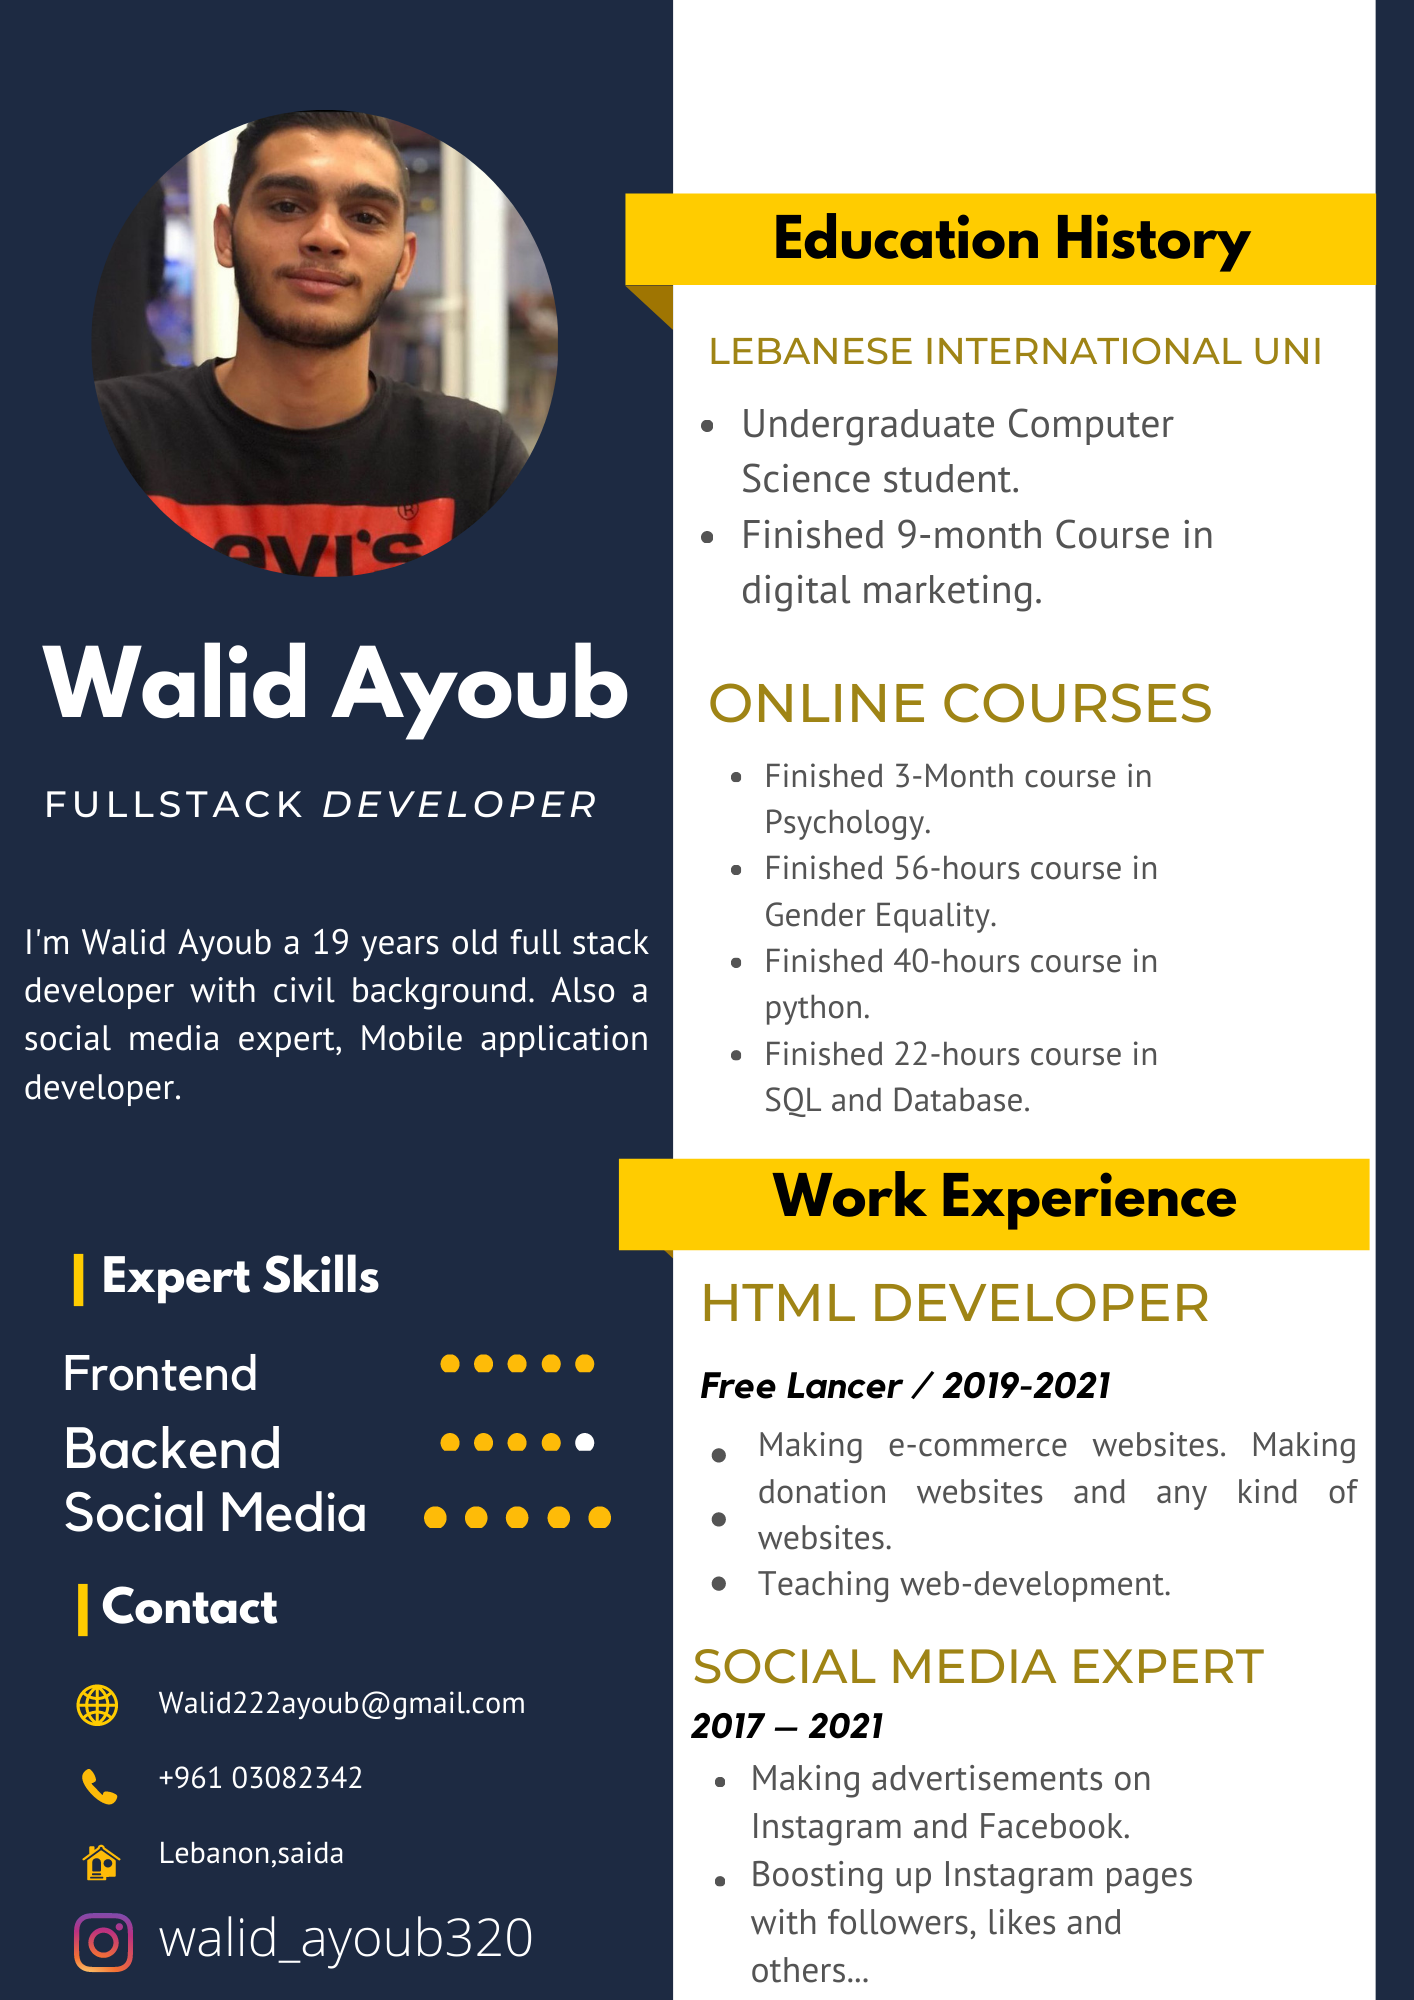 evi's
®
Walid Ayoub
FULLSTACK DEVELOPER
I'm Walid Ayoub a 19 years old full stack
developer with civil background. Also a
social media expert, Mobile application
developer.
Expert Skills
Frontend
Backend
Social Media
Contact
Walid222ayoub@gmail.com
+961 03082342
Lebanon,saida
walid_ayoub320
Education History
LEBANESE INTERNATIONAL UNI
• Undergraduate Computer
Science student.
• Finished 9-month Course in
digital marketing.
ONLINE COURSES
• Finished 3-Month course in
Psychology.
• Finished 56-hours course in
Gender Equality.
• Finished 40-hours course in
python.
• Finished 22-hours course in
SQL and Database.
Work Experience
HTML DEVELOPER
Free Lancer / 2019-2021
• Making e-commerce websites. Making
donation websites and any kind of
• websites.
• Teaching web-development.
SOCIAL MEDIA EXPERT
2017 – 2021
• Making advertisements on
Instagram and Facebook.
• Boosting up Instagram pages
with followers, likes and
others...